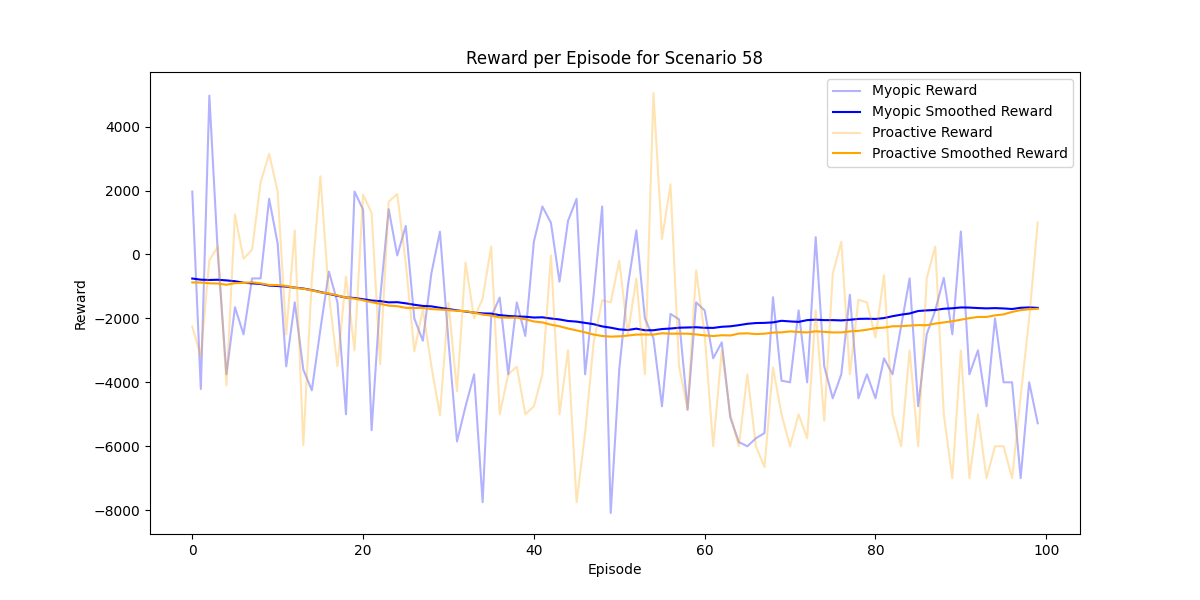 Reward per Episode for Scenario 58
Myopic Reward
Myopic Smoothed Reward
Proactive Reward
Proactive Smoothed Reward
Reward
4000
2000
0
−2000
−4000
−6000
−8000
0 20 40 60 80 100
Episode